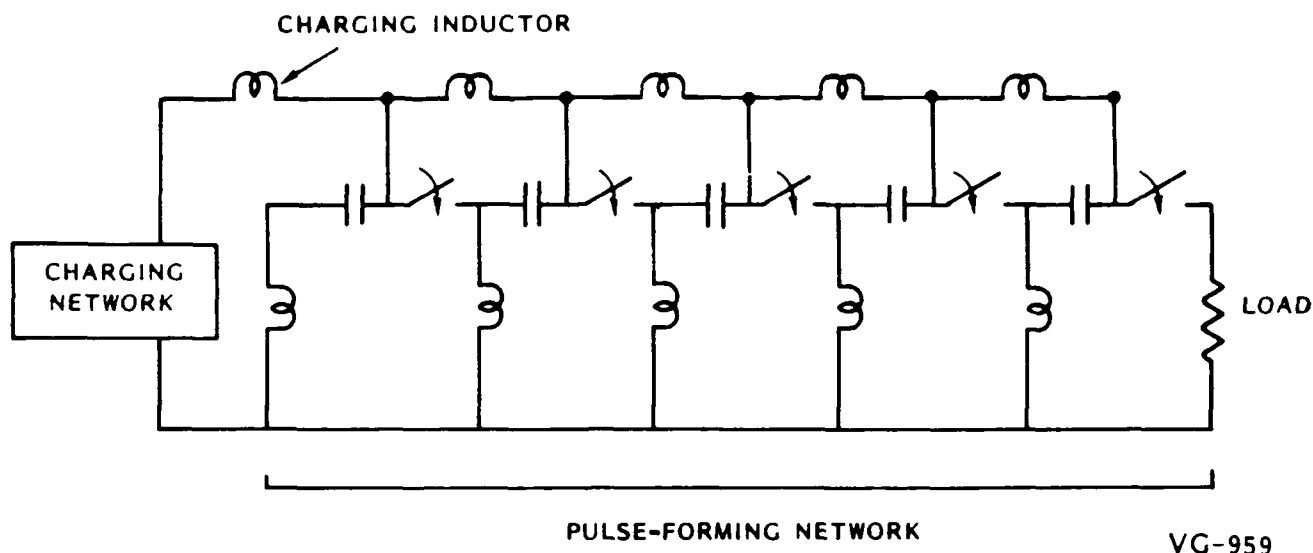 CHARGING INDUCTOR
CHARGING
NETWORK
LOAD
PULSE-FORMING NETWORK
VG-959